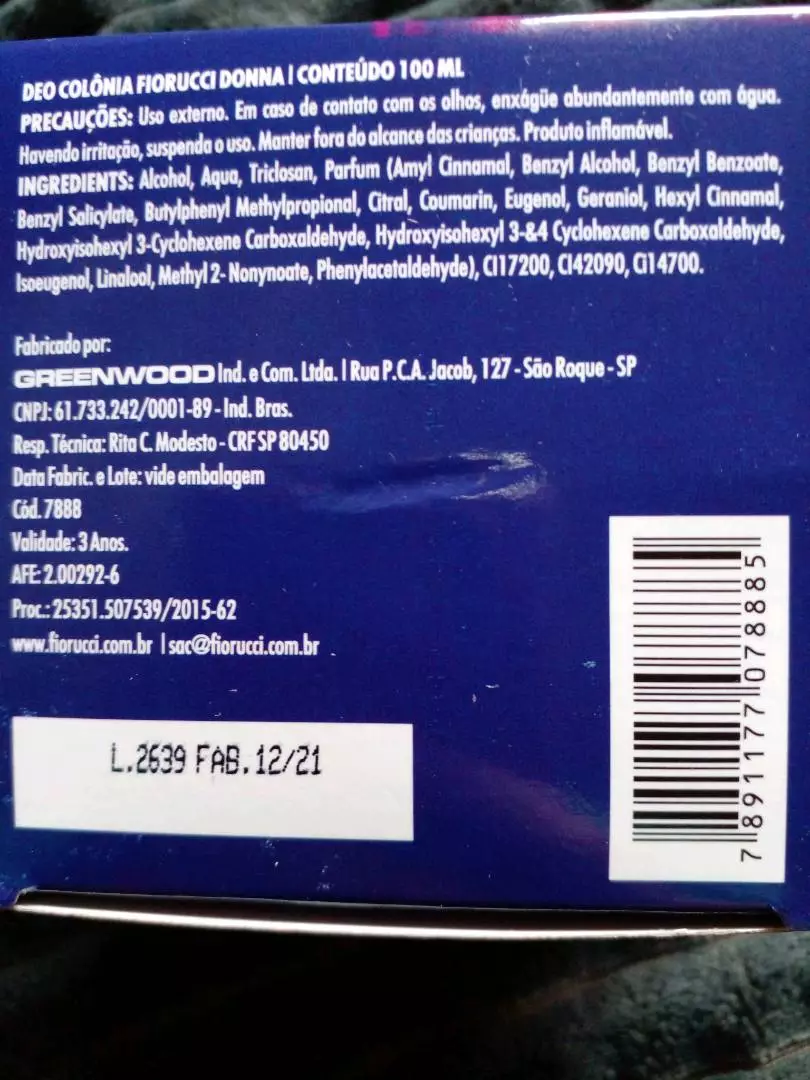 DEO COLÔNIA FIORUCCI DONNA | CONTEÚDO 100 ML
PRECAUÇÕES: Uso externo. Em caso de contato com os olhos, enxágüe abundantemente com água.
Havendo irritação, suspenda o uso. Manter fora do alcance das crianças. Produto inflamável.
INGREDIENTS: Alcohol, Aqua, Triclosan, Parfum (Amyl Cinnamal, Benzyl Alcohol, Benzyl Benzoate,
Benzyl Salicylate, Butylphenyl Methylpropional, Citral, Coumarin, Eugenol, Geraniol, Hexyl Cinnamal,
Hydroxyisohexyl 3-Cyclohexene Carboxaldehyde, Hydroxyisohexyl 3-&4 Cyclohexene Carboxaldehyde,
Isoeugenol, Linalool, Methyl 2- Nonynoate, Phenylacetaldehyde), CI17200, CI42090, CI14700.
Fabricado por:
GREENWOOD Ind. e Com. Ltda. | Rua P.C.A. Jacob, 127 - São Roque - SP
CNPJ: 61.733.242/0001-89 - Ind. Bras.
Resp. Técnica: Rita C. Modesto - CRF SP 80450
Data Fabric. e Lote: vide embalagem
Cód. 7888
Validade: 3 Anos.
AFE: 2.00292-6
Proc.: 25351.507539/2015-62
www.fiorucci.com.br | sac@fiorucci.com.br
L.2639 FAB.12/21
7 891177 078885